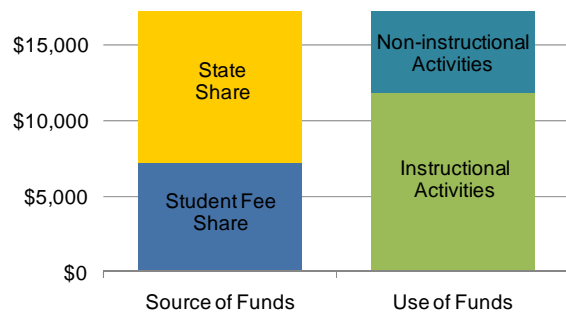 $15,000
$10,000
$5,000
$0
State
Share
Student Fee
Share
Non-instructional
Activities
Instructional
Activities
Source of Funds
Use of Funds